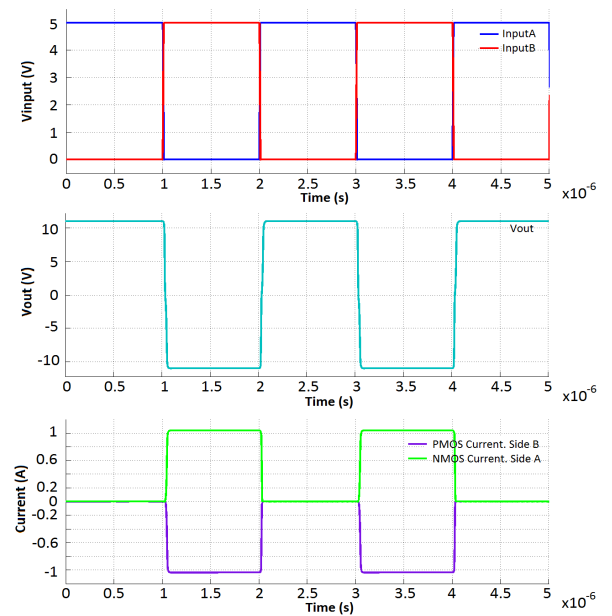 5
4
3
2
1
0
Vinput (V)
InputA
InputB
0 0.5 1 1.5 2 2.5 3 3.5 4 4.5 5
Time (s)
x10⁻⁶
10
5
0
-5
-10
Vout (V)
Vout
0 0.5 1 1.5 2 2.5 3 3.5 4 4.5 5
Time (s)
x10⁻⁶
1
0.6
0.2
0
-0.2
-0.6
-1
Current (A)
PMOS Current. Side B
NMOS Current. Side A
0 0.5 1 1.5 2 2.5 3 3.5 4 4.5 5
Time (s)
x10⁻⁶